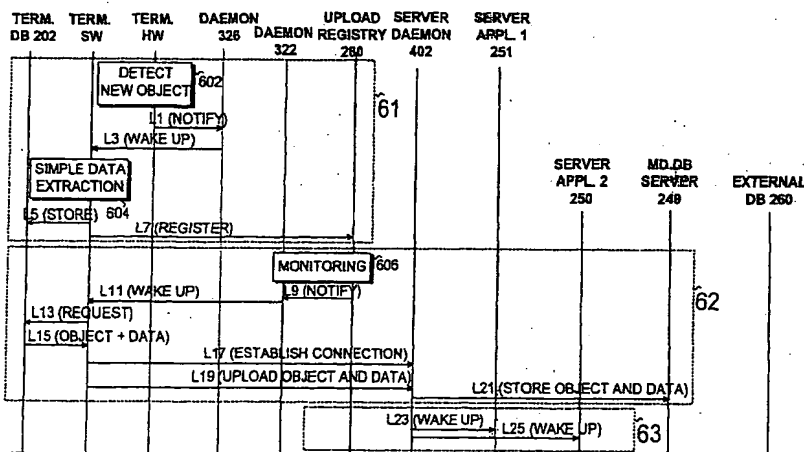 TERM. DB 202
TERM. SW
TERM. HW
DAEMON 326
DAEMON 322
UPLOAD REGISTRY 280
SERVER DAEMON 402
SERVER APPL. 1 251
DETECT NEW OBJECT
602
61
L1 (NOTIFY)
L3 (WAKE UP)
SIMPLE DATA EXTRACTION
604
L5 (STORE)
L7 (REGISTER)
SERVER APPL. 2 250
MD.DB SERVER 249
EXTERNAL DB 260
MONITORING
606
62
L9 (NOTIFY)
L11 (WAKE UP)
L13 (REQUEST)
L15 (OBJECT + DATA)
L17 (ESTABLISH CONNECTION)
L19 (UPLOAD OBJECT AND DATA)
L21 (STORE OBJECT AND DATA)
L23 (WAKE UP)
L25 (WAKE UP)
63